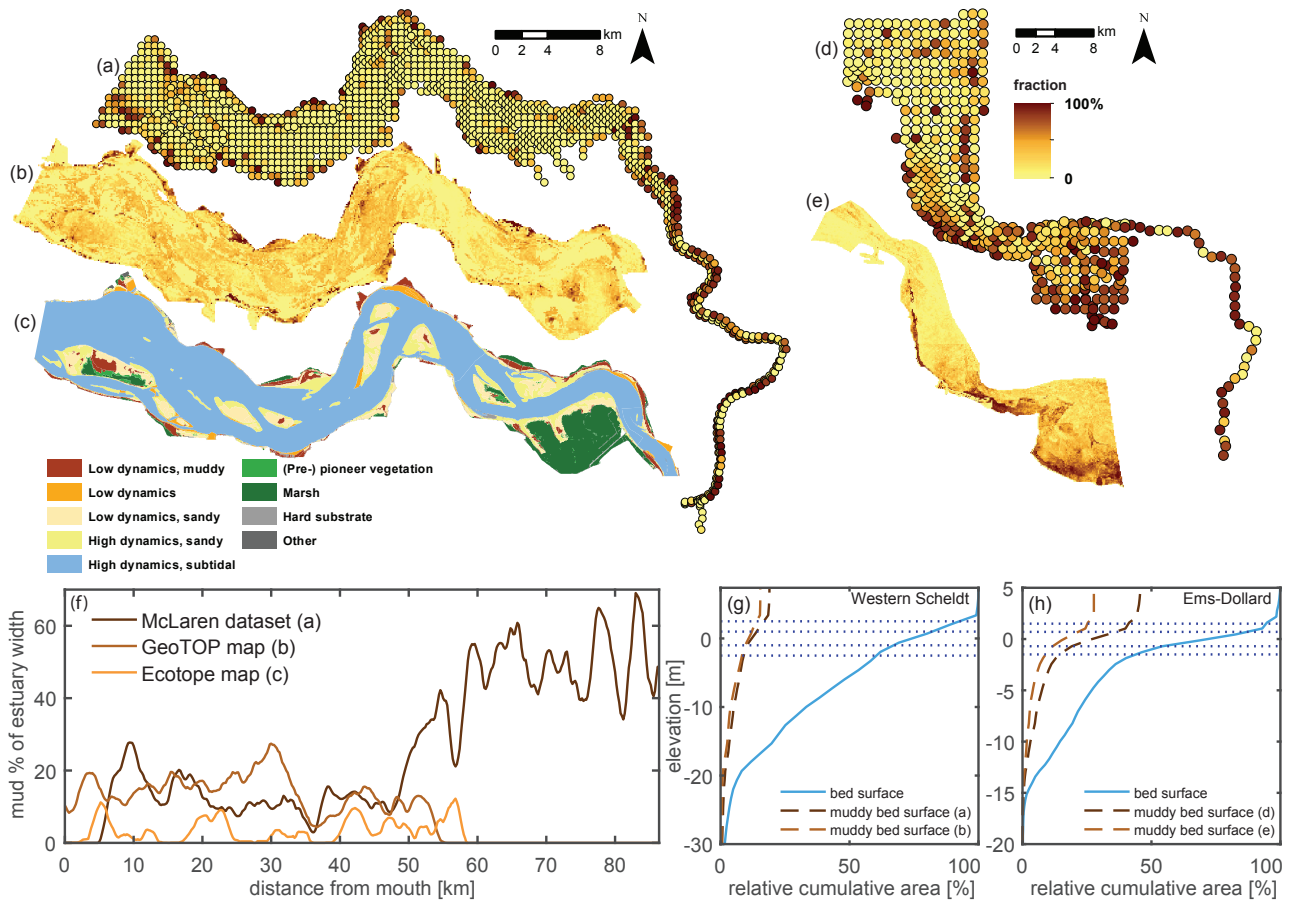 (a)
N
km
0 2 4 8
(b)
(c)
(d)
N
km
0 2 4 8
fraction
100%
0
(e)
Low dynamics, muddy
Low dynamics
Low dynamics, sandy
High dynamics, sandy
High dynamics, subtidal
(Pre-) pioneer vegetation
Marsh
Hard substrate
Other
(f)
McLaren dataset (a)
GeoTOP map (b)
Ecotope map (c)
mud % of estuary width
60
40
20
0
0 10 20 30 40 50 60 70 80
distance from mouth [km]
(g) Western Scheldt
elevation [m]
0
-10
-20
-30
bed surface
muddy bed surface (a)
muddy bed surface (b)
0 50 100
relative cumulative area [%]
(h) Ems-Dollard
5
0
-5
-10
-15
-20
bed surface
muddy bed surface (d)
muddy bed surface (e)
0 50 100
relative cumulative area [%]